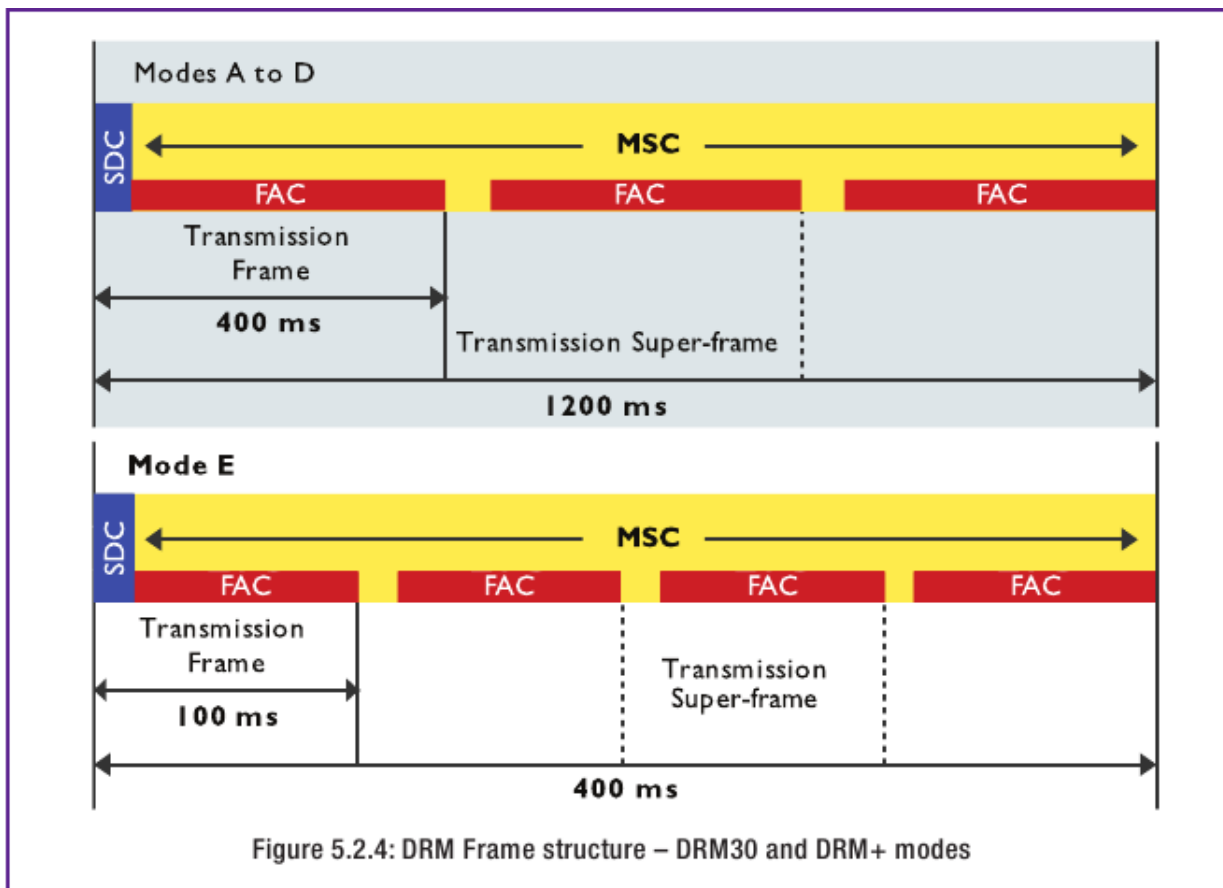 Modes A to D
SDC
MSC
FAC FAC FAC
Transmission
Frame
400 ms
Transmission Super-frame
1200 ms
Mode E
SDC
MSC
FAC FAC FAC FAC
Transmission
Frame
100 ms
Transmission
Super-frame
400 ms
Figure 5.2.4: DRM Frame structure – DRM30 and DRM+ modes